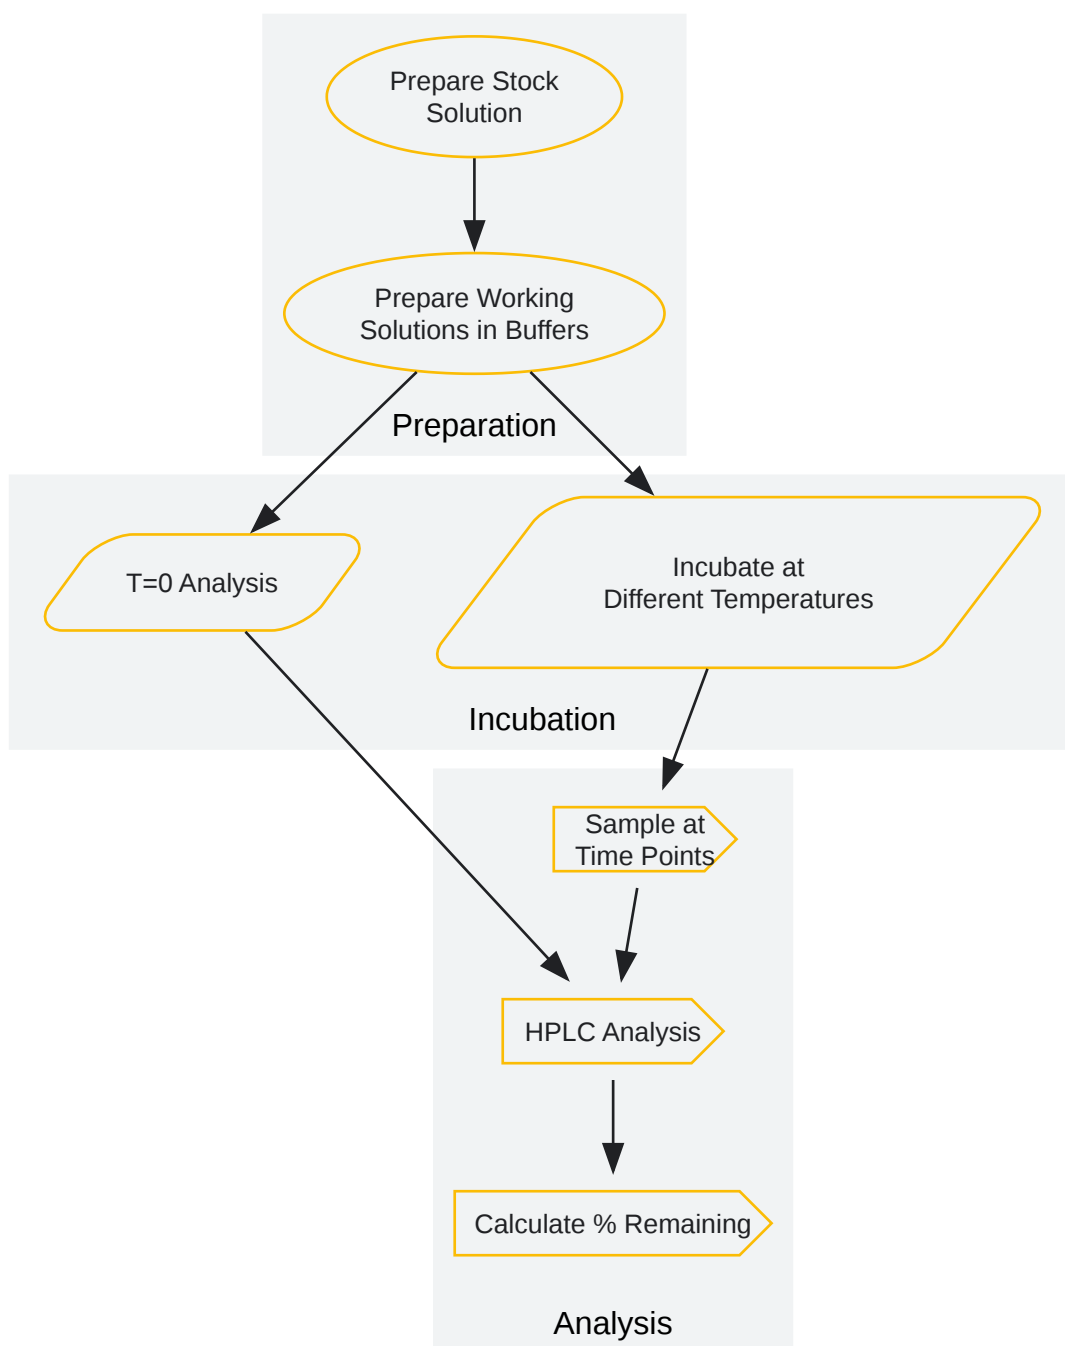 Prepare Stock
Solution
Prepare Working
Solutions in Buffers
Preparation
T=0 Analysis
Incubate at
Different Temperatures
Incubation
Sample at
Time Points
HPLC Analysis
Calculate % Remaining
Analysis